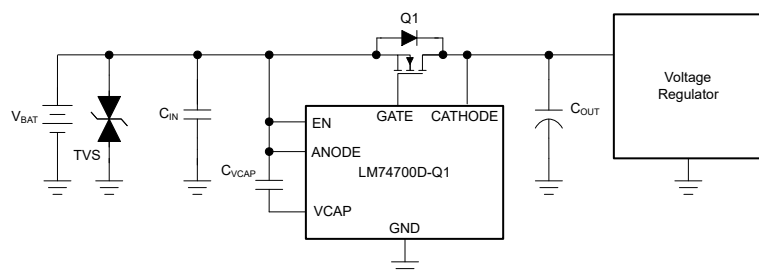 Q1
Voltage
Regulator
V_BAT
TVS
C_IN
C_OUT
GATE
CATHODE
EN
ANODE
LM74700D-Q1
C_VCAP
VCAP
GND